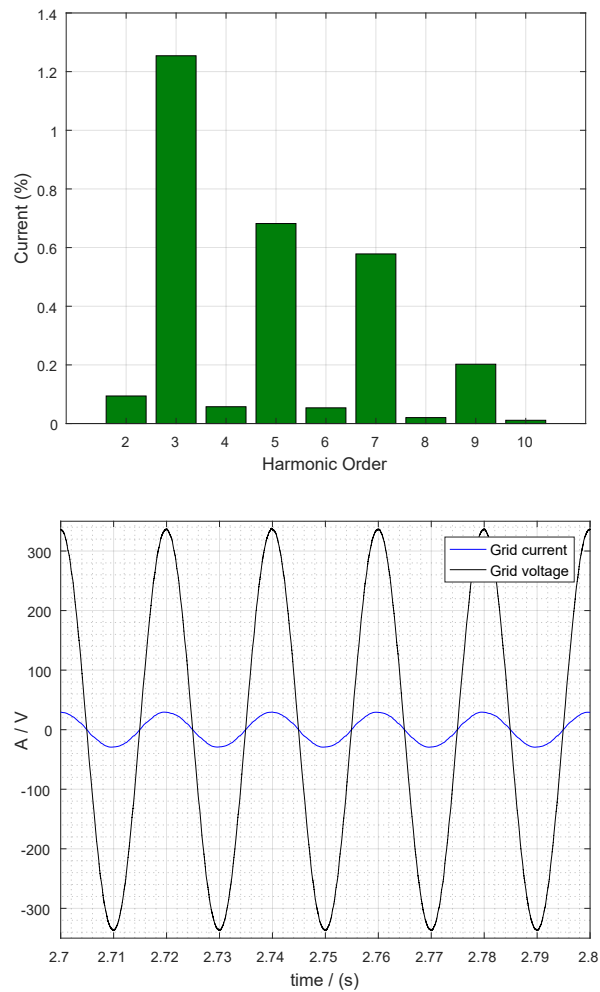 1.4
1.2
1
0.8
0.6
0.4
0.2
0
Current (%)
2 3 4 5 6 7 8 9 10
Harmonic Order
300
200
100
0
-100
-200
-300
A / V
Grid current
Grid voltage
2.7 2.71 2.72 2.73 2.74 2.75 2.76 2.77 2.78 2.79 2.8
time / (s)